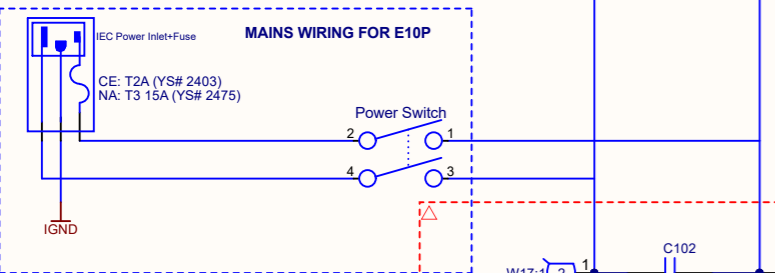 MAINS WIRING FOR E10P
IEC Power Inlet+Fuse
CE: T2A (YS# 2403)
NA: T3 15A (YS# 2475)
Power Switch
2
1
4
3
IGND
C102
1
W17:1
2